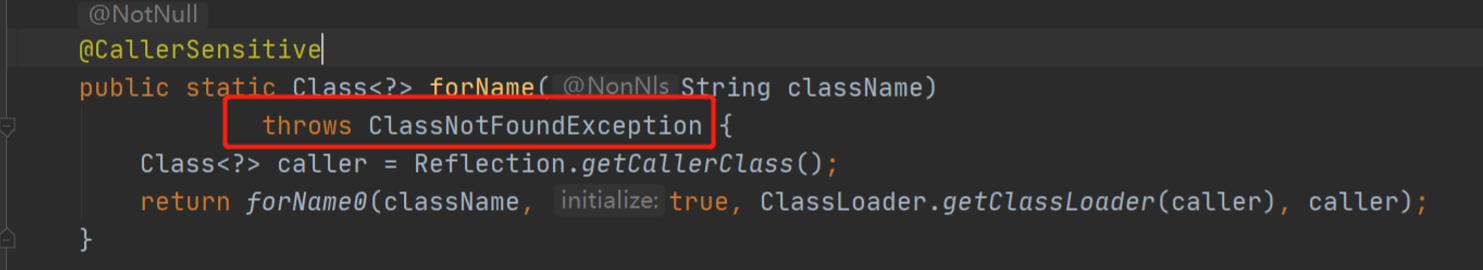 @NotNull
@CallerSensitive
public static Class<?> forName( @NonNls String className)
throws ClassNotFoundException {
Class<?> caller = Reflection.getCallerClass();
return forName0(className, initialize: true, ClassLoader.getClassLoader(caller), caller);
}